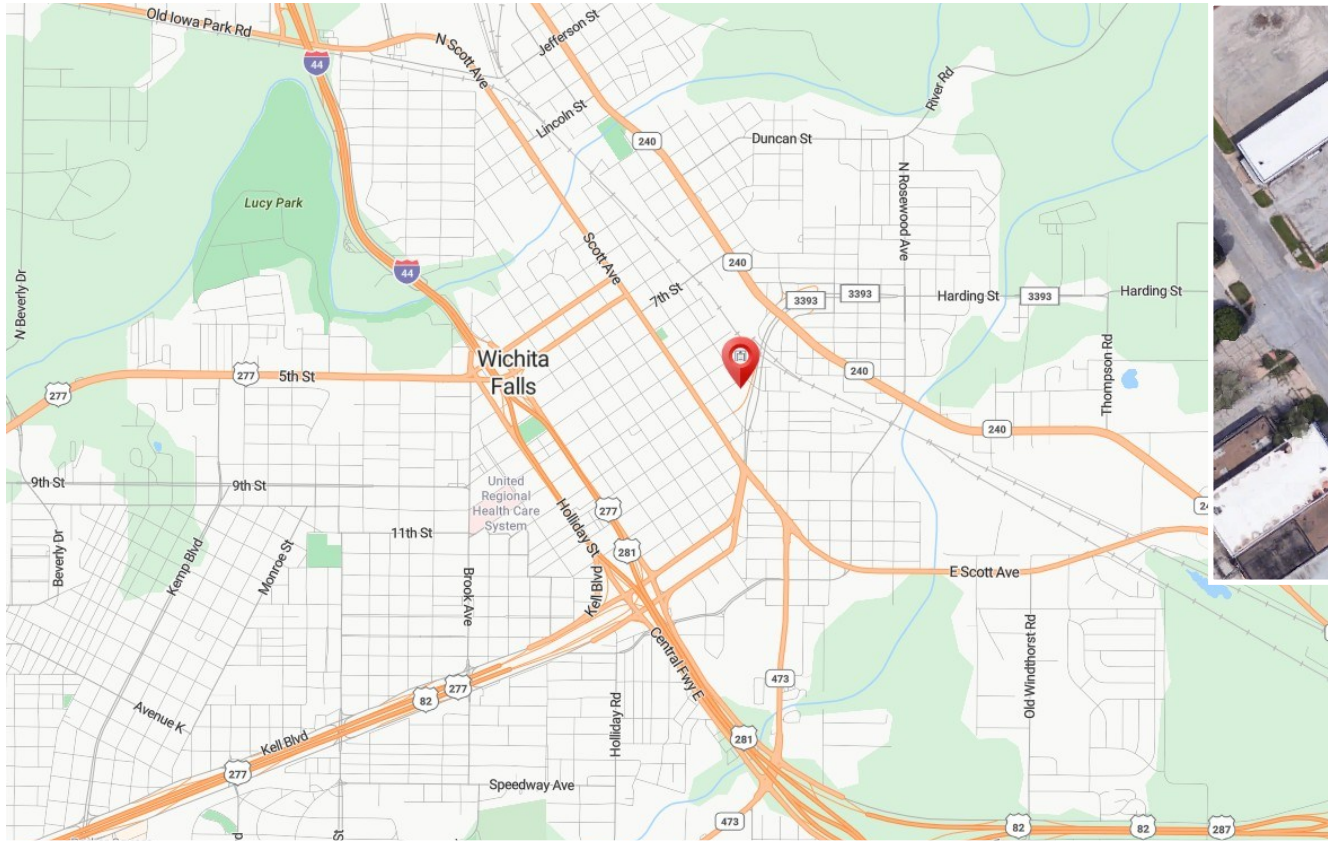 Old Iowa Park Rd
Jefferson St
N Scott Ave
44
River Rd
Lincoln St
240
Duncan St
N Rosewood Ave
Lucy Park
N Beverly Dr
Scott Ave
44
240
7th St
3393
3393
Harding St
3393
Harding St
Wichita
Falls
Thompson Rd
277
277
5th St
240
240
9th St
9th St
United
Regional
Health Care
System
Holliday St
277
11th St
281
Beverly Dr
Kemp Blvd
Monroe St
Brook Ave
Kell Blvd
E Scott Ave
Central Fwy E
Old Windthorst Rd
473
82
277
Avenue K
Holliday Rd
Kell Blvd
281
277
Speedway Ave
473
82
82
287